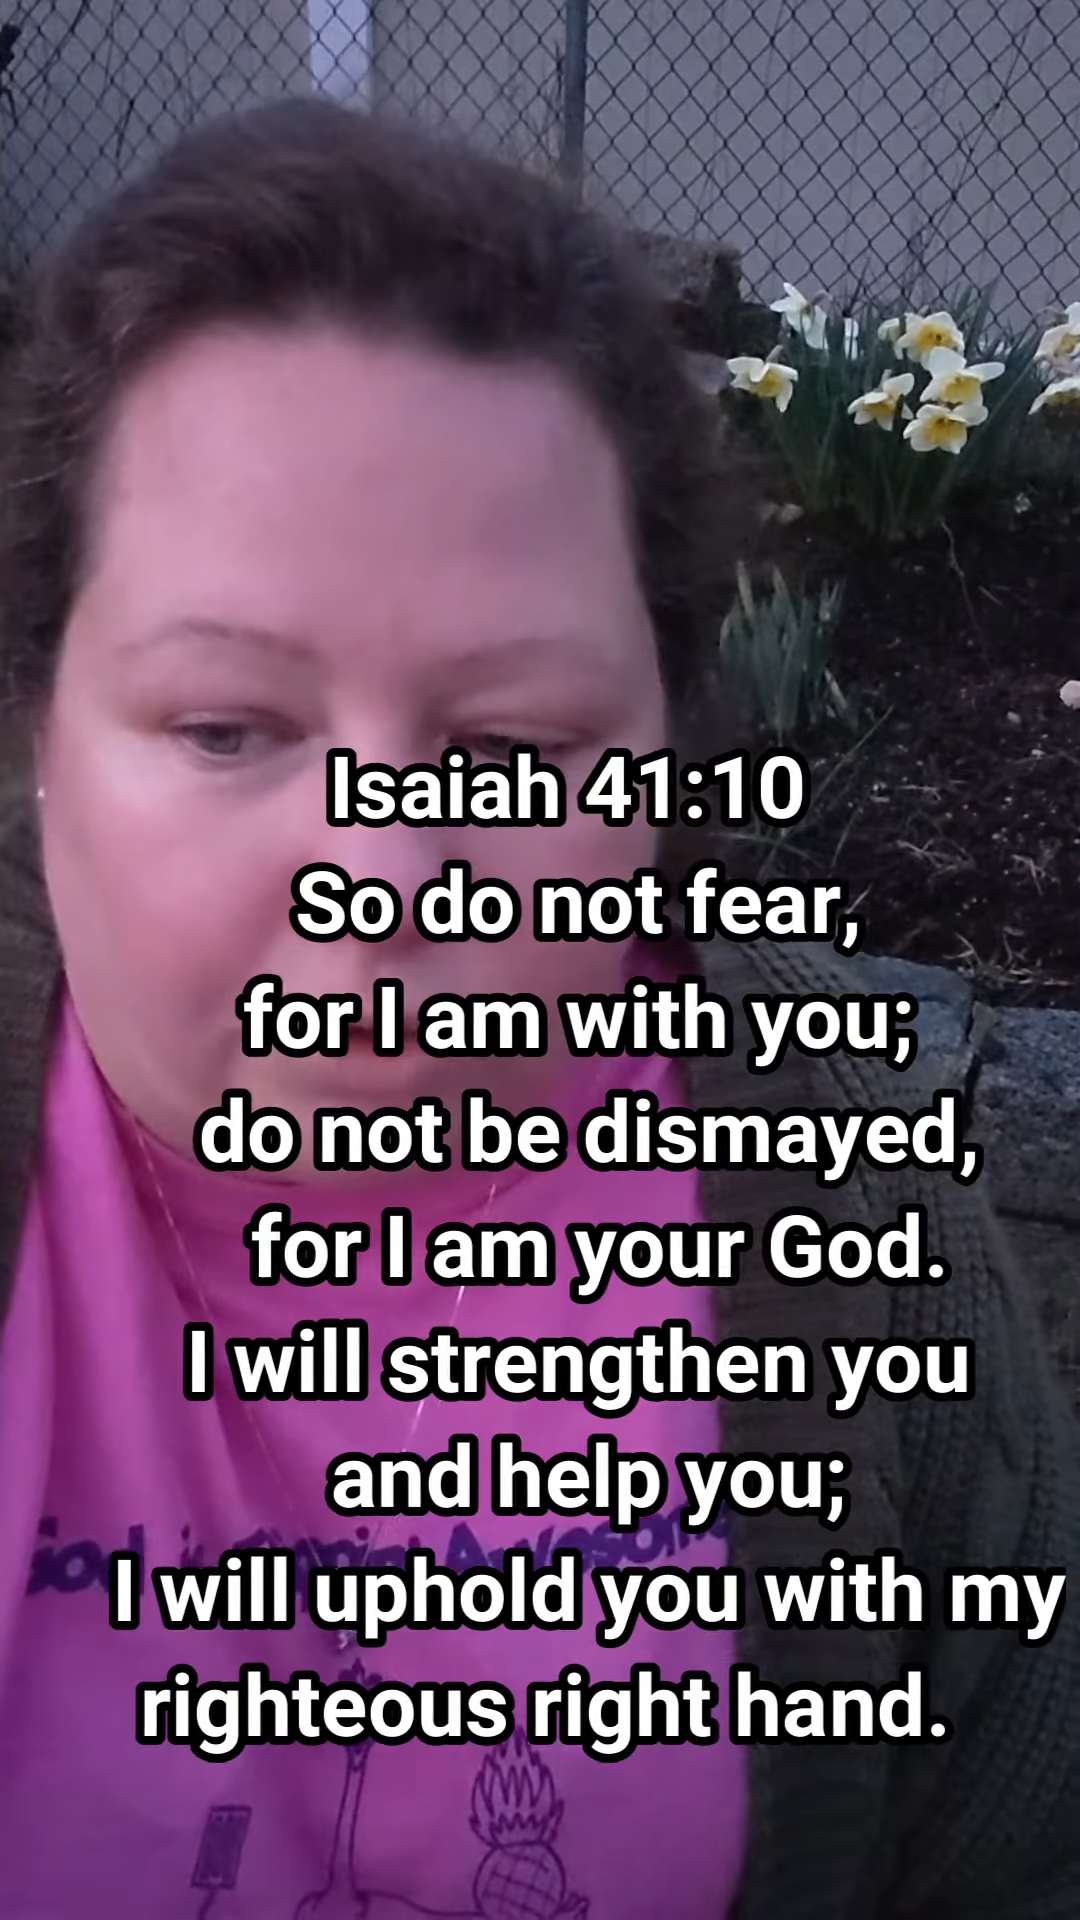 Isaiah 41:10
So do not fear,
for I am with you;
do not be dismayed,
for I am your God.
I will strengthen you
and help you;
I will uphold you with my
righteous right hand.